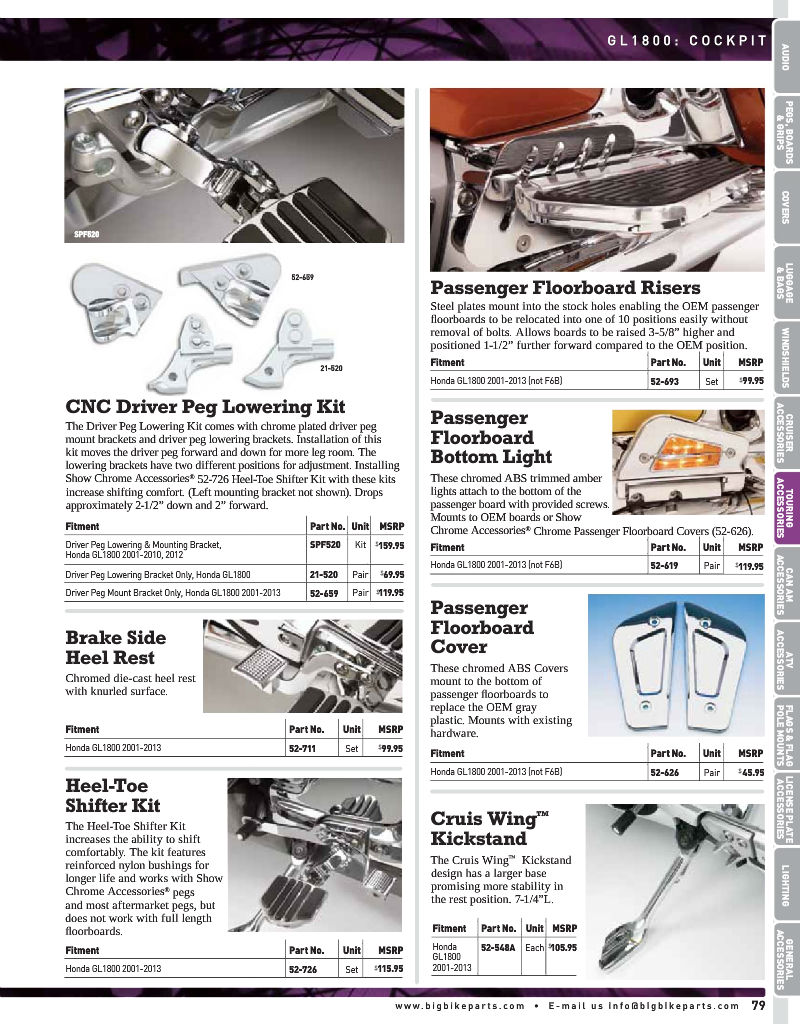 GL1800: COCKPIT
SPF520
52-659
21-520
CNC Driver Peg Lowering Kit
The Driver Peg Lowering Kit comes with chrome plated driver peg
mount brackets and driver peg lowering brackets. Installation of this
kit moves the driver peg forward and down for more leg room. The
lowering brackets have two different positions for adjustment. Installing
Show Chrome Accessories® 52-726 Heel-Toe Shifter Kit with these kits
increase shifting comfort. (Left mounting bracket not shown). Drops
approximately 2-1/2” down and 2” forward.
Fitment Part No. Unit MSRP
Driver Peg Lowering & Mounting Bracket,
Honda GL1800 2001-2010, 2012 SPF520 Kit $159.95
Driver Peg Lowering Bracket Only, Honda GL1800 21-520 Pair $69.95
Driver Peg Mount Bracket Only, Honda GL1800 2001-2013 52-659 Pair $119.95
Brake Side
Heel Rest
Chromed die-cast heel rest
with knurled surface.
Fitment Part No. Unit MSRP
Honda GL1800 2001-2013 52-711 Set $99.95
Heel-Toe
Shifter Kit
The Heel-Toe Shifter Kit
increases the ability to shift
comfortably. The kit features
reinforced nylon bushings for
longer life and works with Show
Chrome Accessories® pegs
and most aftermarket pegs, but
does not work with full length
floorboards.
Fitment Part No. Unit MSRP
Honda GL1800 2001-2013 52-726 Set $115.95
Passenger Floorboard Risers
Steel plates mount into the stock holes enabling the OEM passenger
floorboards to be relocated into one of 10 positions easily without
removal of bolts. Allows boards to be raised 3-5/8” higher and
positioned 1-1/2” further forward compared to the OEM position.
Fitment Part No. Unit MSRP
Honda GL1800 2001-2013 (not F6B) 52-693 Set $99.95
Passenger
Floorboard
Bottom Light
These chromed ABS trimmed amber
lights attach to the bottom of the
passenger board with provided screws.
Mounts to OEM boards or Show
Chrome Accessories® Chrome Passenger Floorboard Covers (52-626).
Fitment Part No. Unit MSRP
Honda GL1800 2001-2013 (not F6B) 52-619 Pair $119.95
Passenger
Floorboard
Cover
These chromed ABS Covers
mount to the bottom of
passenger floorboards to
replace the OEM gray
plastic. Mounts with existing
hardware.
Fitment Part No. Unit MSRP
Honda GL1800 2001-2013 (not F6B) 52-626 Pair $45.95
Cruis Wing™
Kickstand
The Cruis Wing™ Kickstand
design has a larger base
promising more stability in
the rest position. 7-1/4”L.
Fitment Part No. Unit MSRP
Honda 52-548A Each $105.95
GL1800
2001-2013
AUDIO
PEGS, BOARDS
& GRIPS
COVERS
LUGGAGE
& BAGS
WINDSHIELDS
CRUISER
ACCESSORIES
TOURING
ACCESSORIES
CAN AM
ACCESSORIES
ATV
ACCESSORIES
FLAGS & FLAG
POLE MOUNTS
LICENSE PLATE
ACCESSORIES
LIGHTING
GENERAL
ACCESSORIES
www.bigbikeparts.com • E-mail us Info@bigbikeparts.com 79